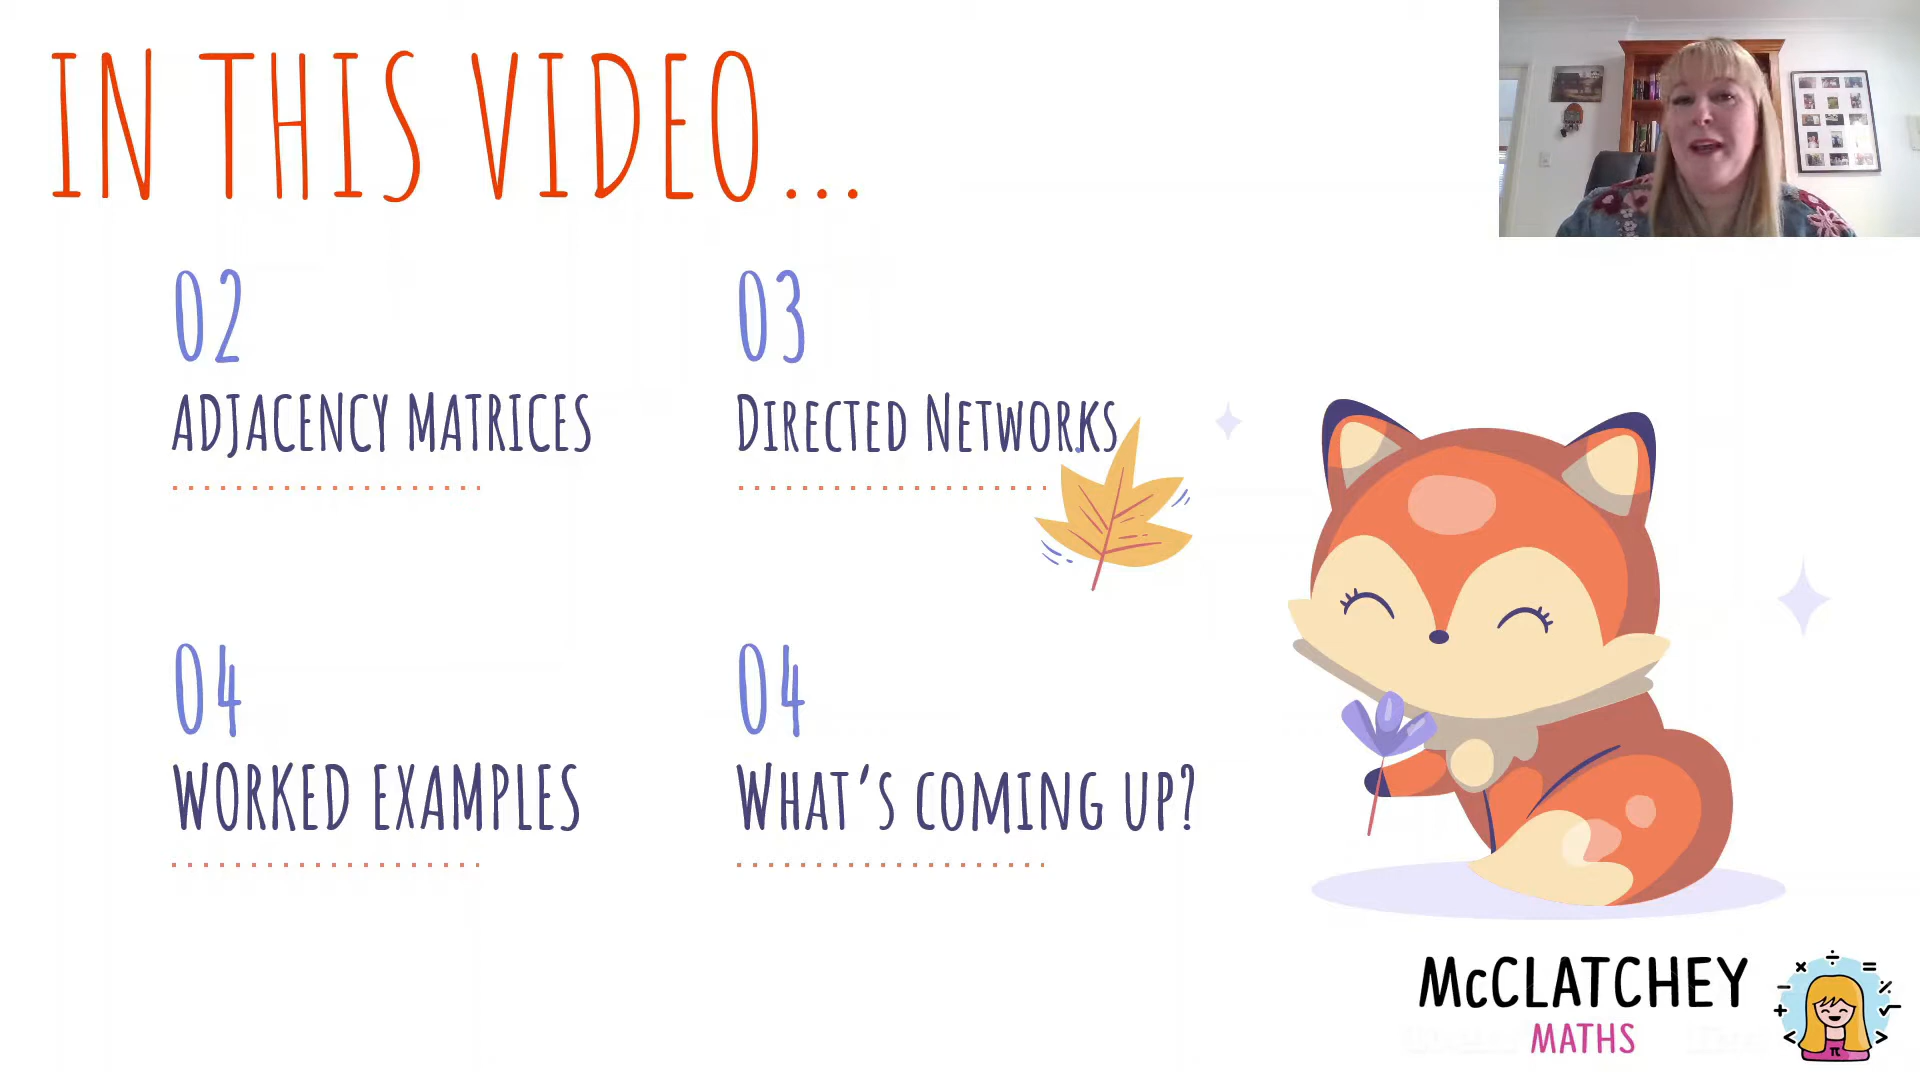 IN THIS VIDEO...
02
03
ADJACENCY MATRICES
DIRECTED NETWORKS
04
04
WORKED EXAMPLES
WHAT'S COMING UP?
McCLATCHEY
MATHS